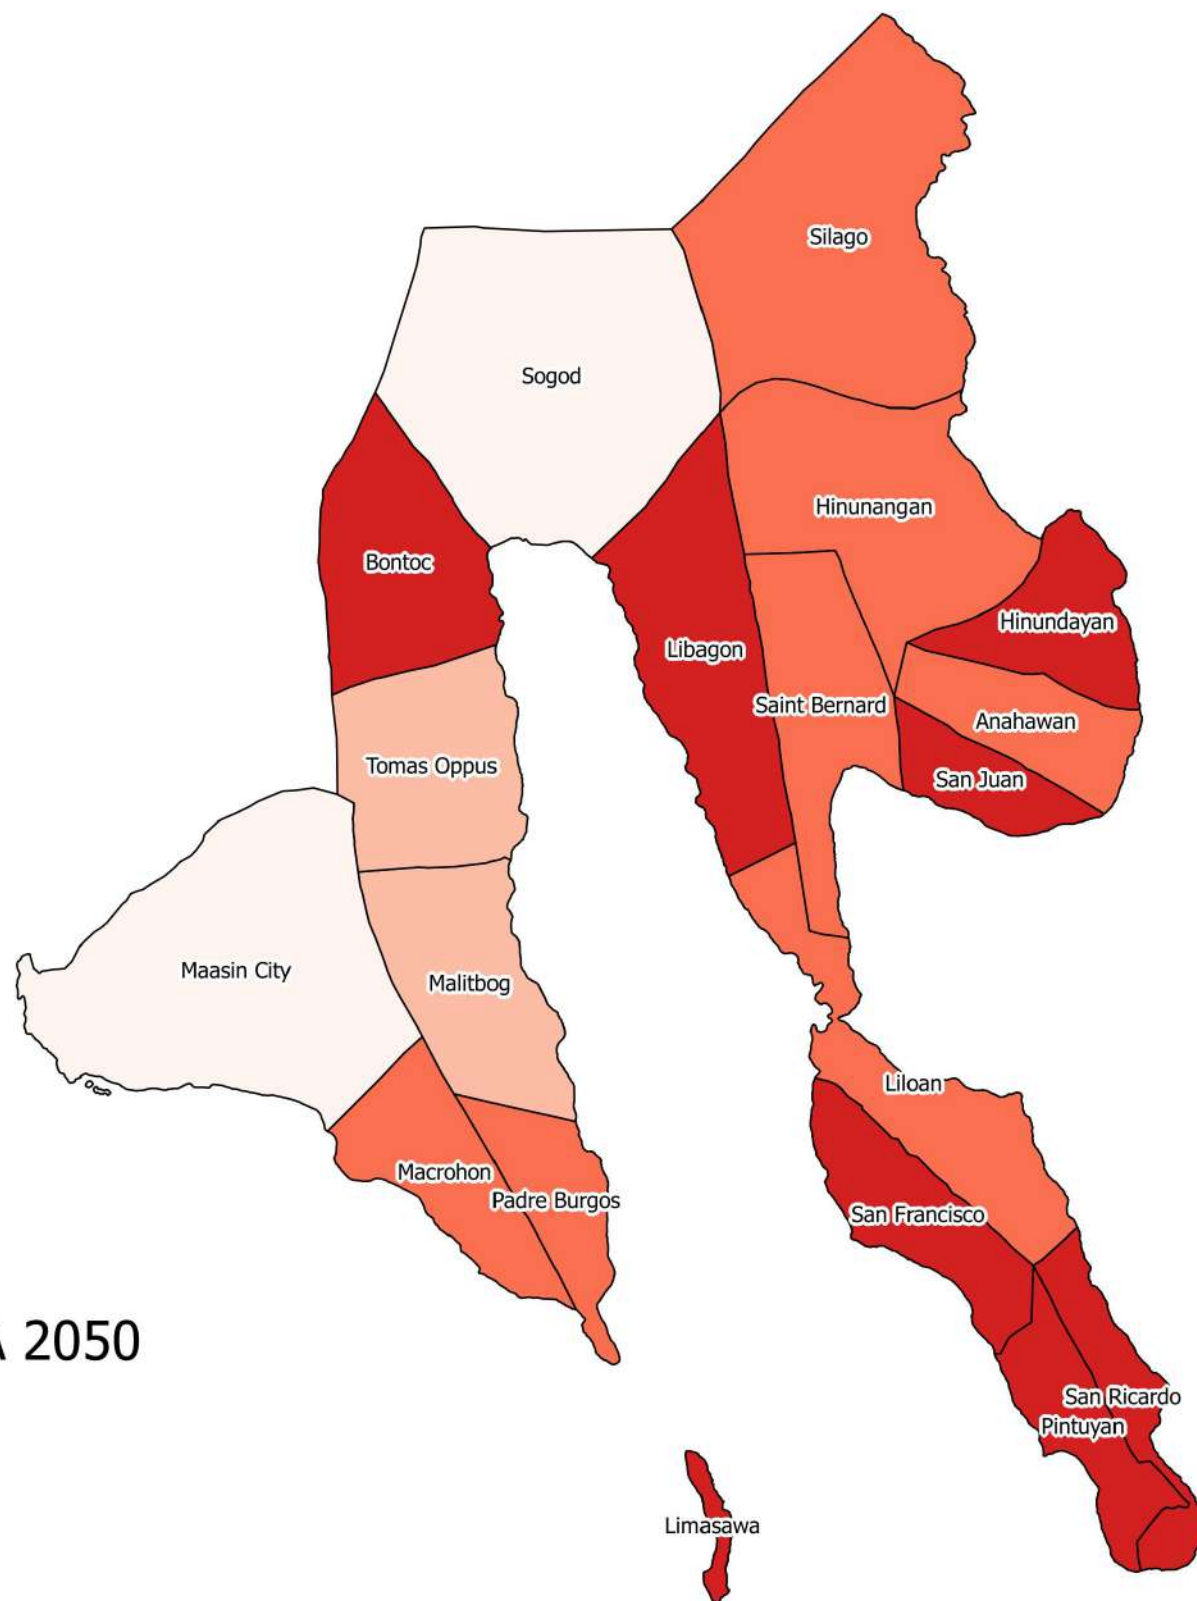 Silago
Sogod
Hinunangan
Bontoc
Hinundayan
Libagon
Saint Bernard
Anahawan
Tomas Oppus
San Juan
Maasin City
Malitbog
Liloan
Macrohon
Padre Burgos
San Francisco
2050
San Ricardo
Pintuyan
Limasawa